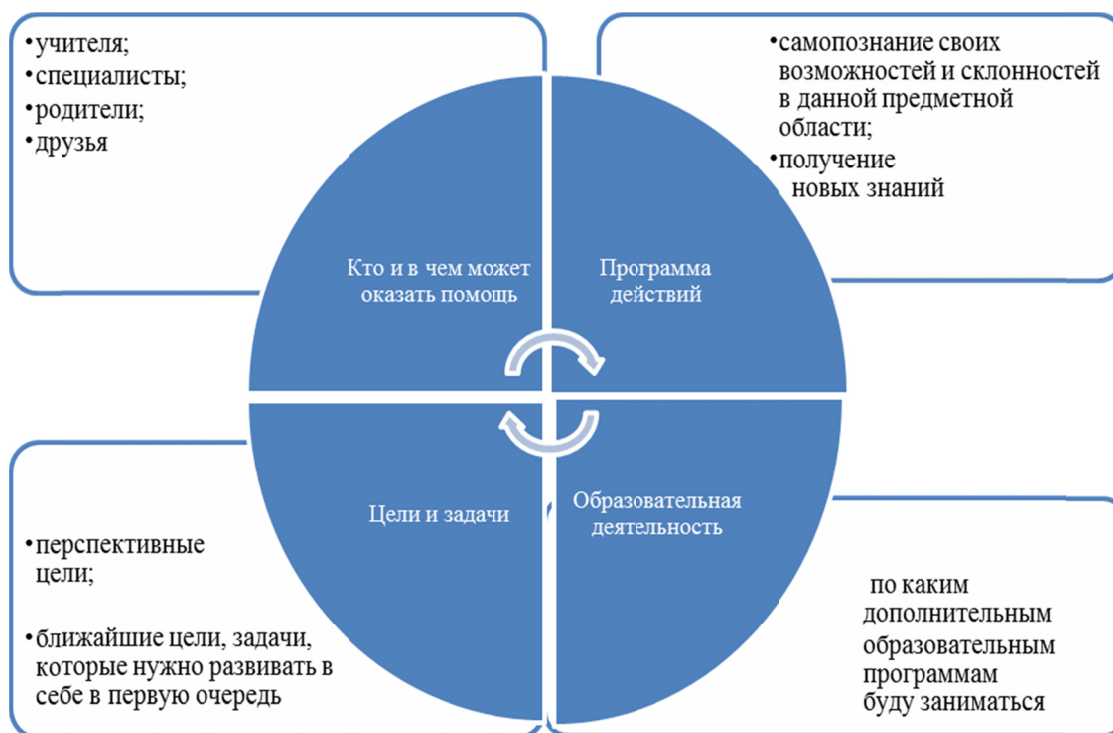 •учителя;
•специалисты;
•родители;
•друзья
•самопознание своих
возможностей и склонностей
в данной предметной
области;
•получение
новых знаний
Кто и в чем может
оказать помощь
Программа
действий
Цели и задачи
Образовательная
деятельность
•перспективные
цели;
•ближайшие цели, задачи,
которые нужно развивать в
себе в первую очередь
по каким
дополнительным
образовательным
программам
буду заниматься